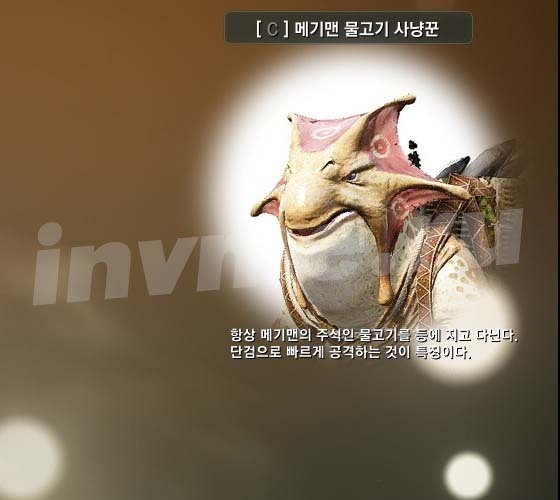 [ C ] 메기맨 물고기 사냥꾼
항상 메기맨의 주식인 물고기를 등에 지고 다닌다.
단검으로 빠르게 공격하는 것이 특징이다.